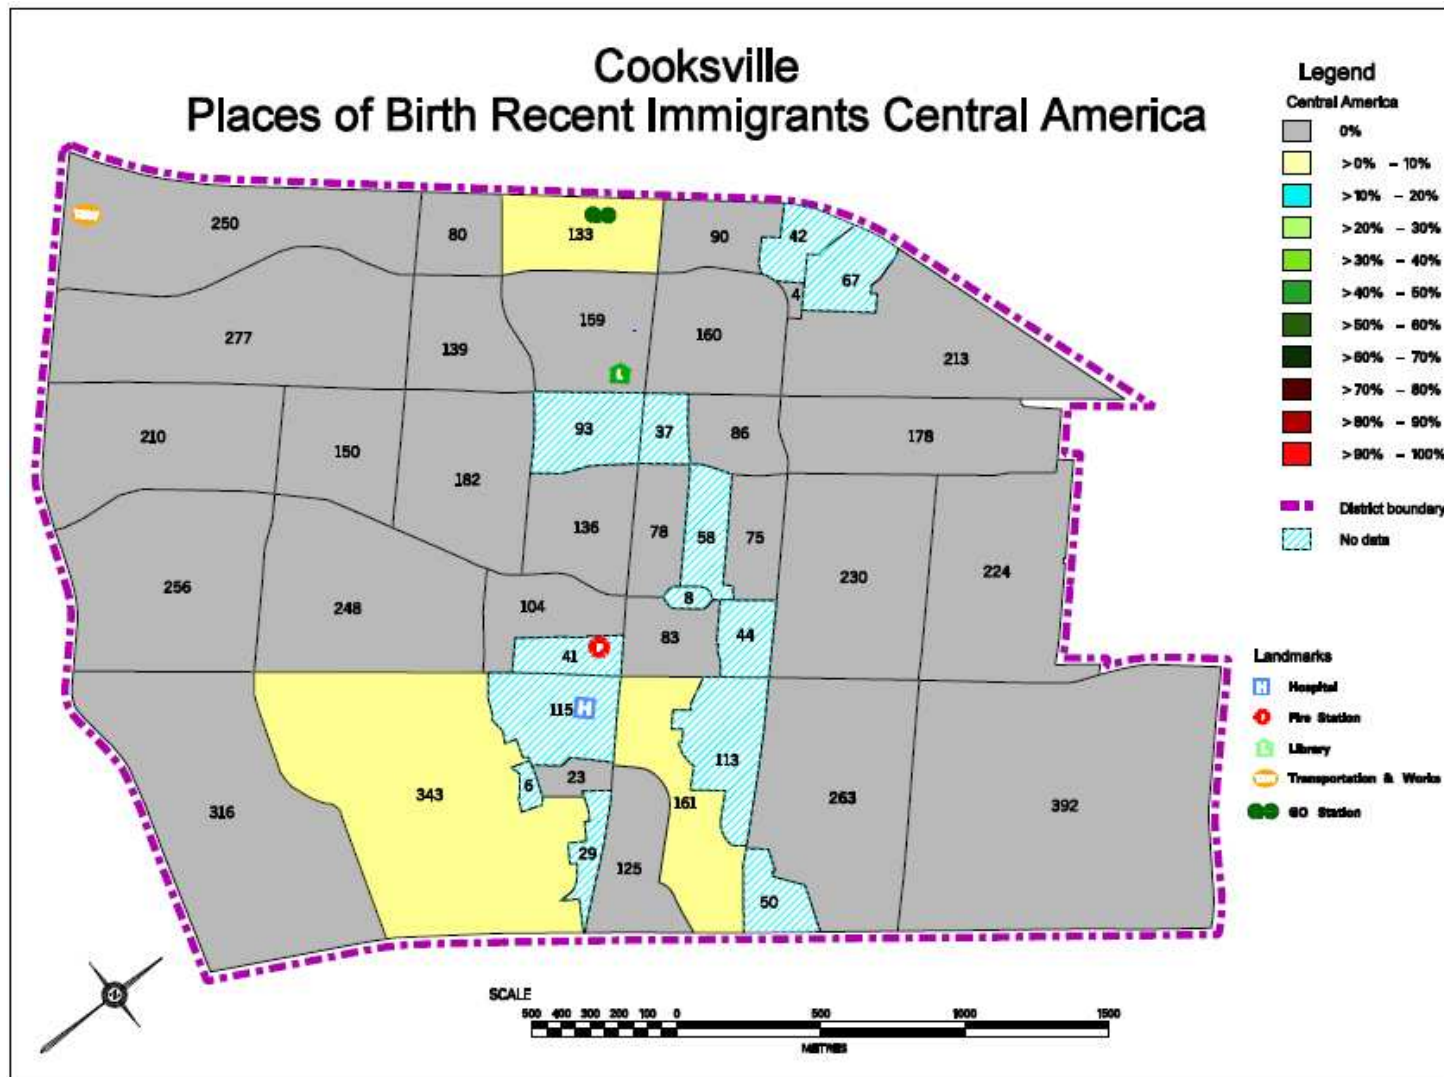 Cooksville
Places of Birth Recent Immigrants Central America
Legend
Central America
0%
>0% - 10%
>10% - 20%
>20% - 30%
>30% - 40%
>40% - 50%
>50% - 60%
>60% - 70%
>70% - 80%
>80% - 90%
>90% - 100%
District boundary
No data
Landmarks
H Hospital
F Fire Station
L Library
T&W Transportation & Works
GO Station
T&W
250
80
133
90
42
67
4
277
139
159
160
213
L
210
150
182
93
37
86
178
136
78
58
75
256
248
104
8
230
224
41
F
83
44
115
H
113
316
343
6
23
161
263
392
29
125
50
SCALE
500 400 300 200 100 0 500 1000 1500
METRES